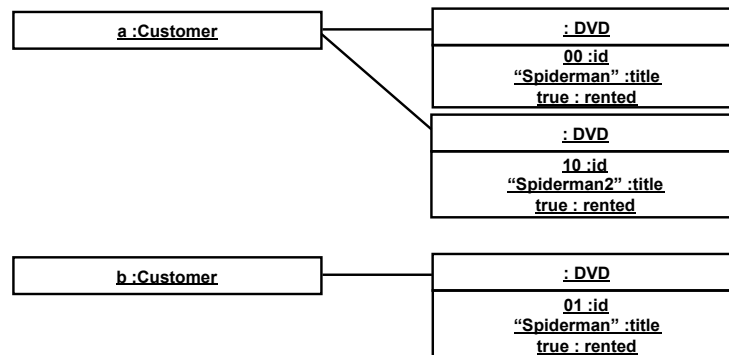 a :Customer
: DVD
00 :id
“Spiderman” :title
true : rented
: DVD
10 :id
“Spiderman2” :title
true : rented
b :Customer
: DVD
01 :id
“Spiderman” :title
true : rented